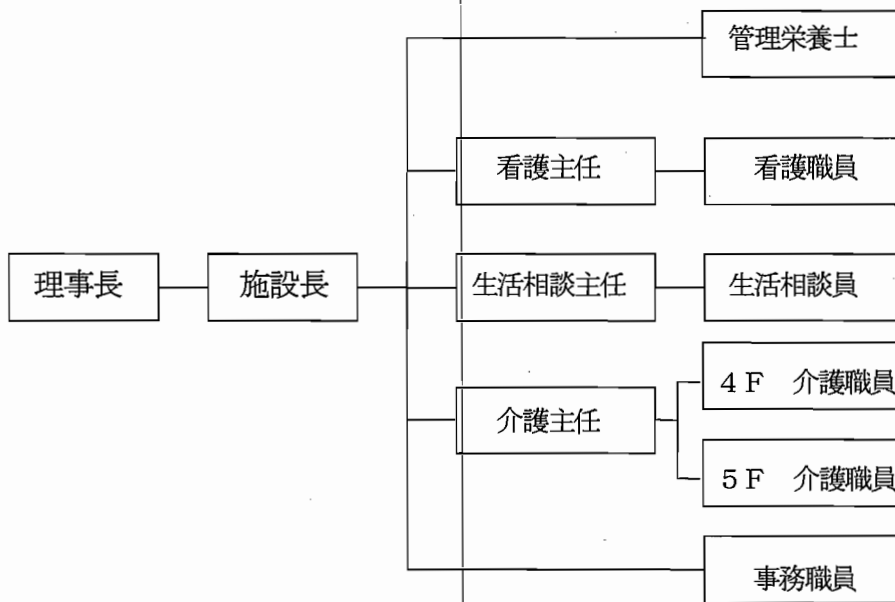 管理栄養士
看護主任
看護職員
理事長
施設長
生活相談主任
生活相談員
4F 介護職員
介護主任
5F 介護職員
事務職員